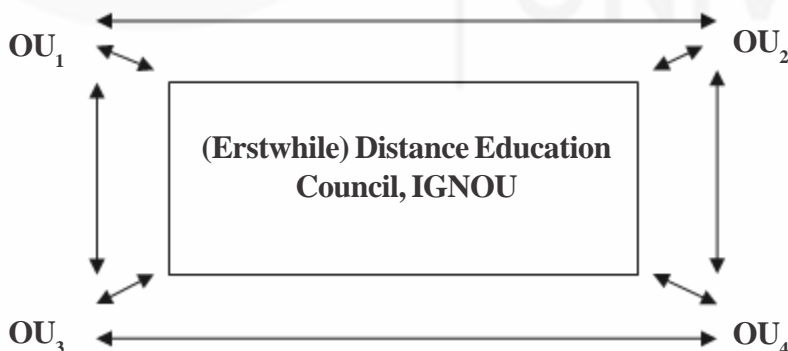 OU₁ OU₂
(Erstwhile) Distance Education
Council, IGNOU
OU₃ OU₄